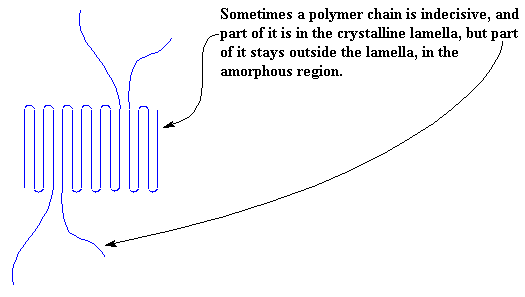 Sometimes a polymer chain is indecisive, and
part of it is in the crystalline lamella, but part
of it stays outside the lamella, in the
amorphous region.